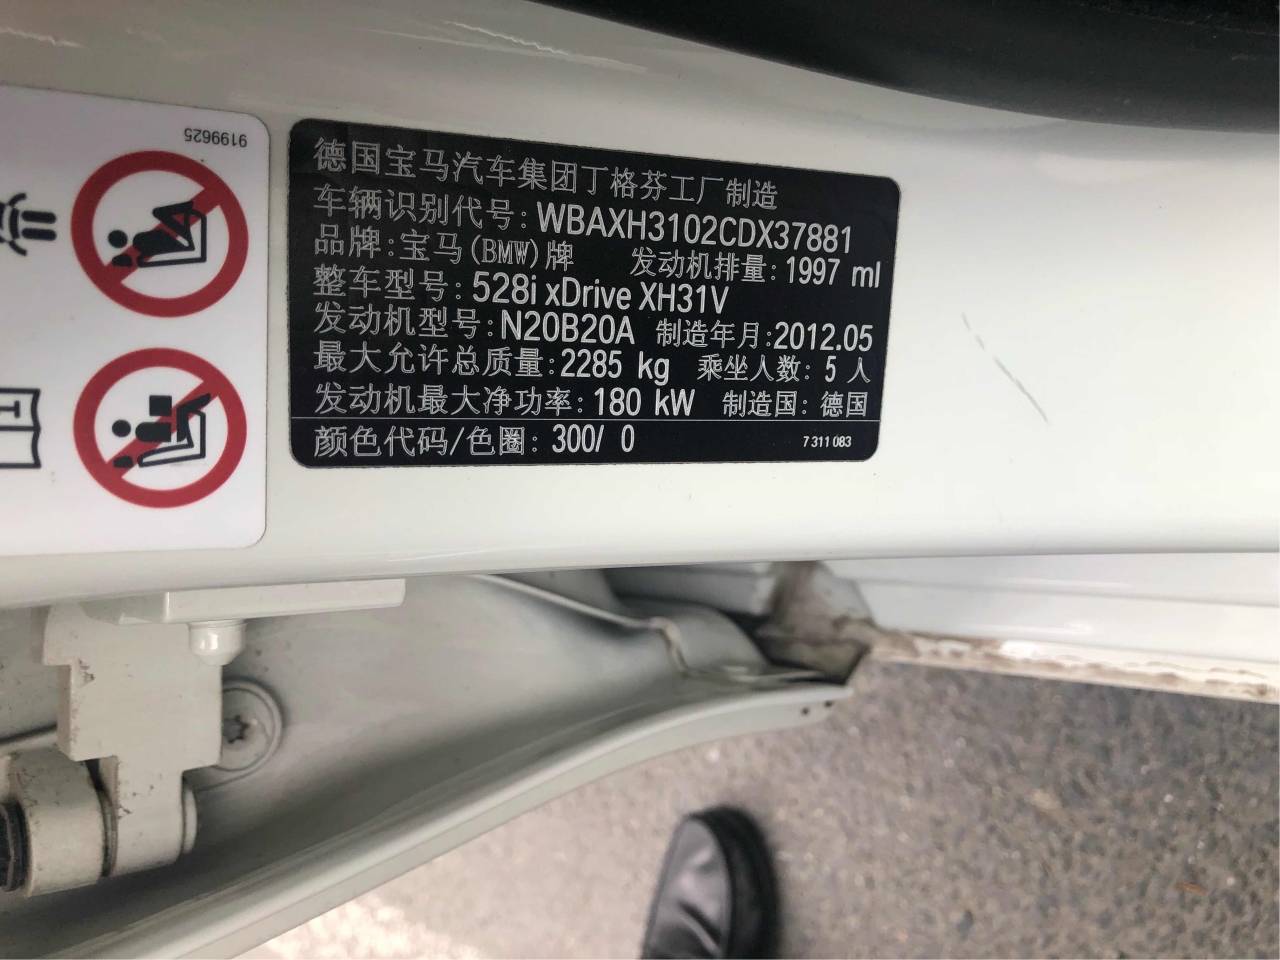 9199625
德国宝马汽车集团丁格芬工厂制造
车辆识别代号: WBAXH3102CDX37881
品牌: 宝马(BMW)牌 发动机排量: 1997 ml
整车型号: 528i xDrive XH31V
发动机型号: N20B20A 制造年月: 2012.05
最大允许总质量: 2285 kg 乘坐人数: 5 人
发动机最大净功率: 180 kW 制造国: 德国
颜色代码/色圈: 300/ 0 7 311 083